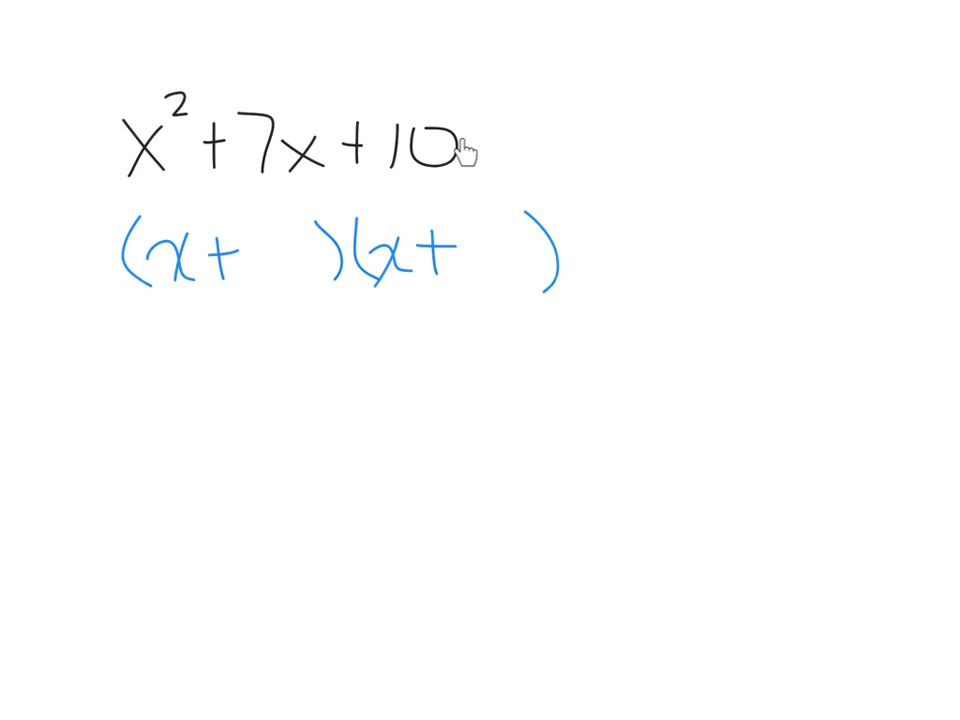 x² + 7x + 10
(x + )(x + )